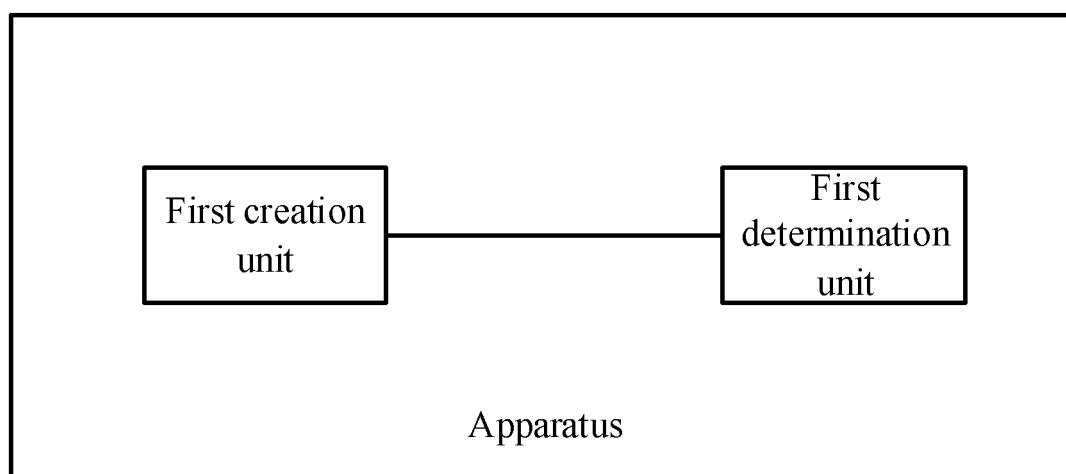 First creation
unit
First
determination
unit
Apparatus